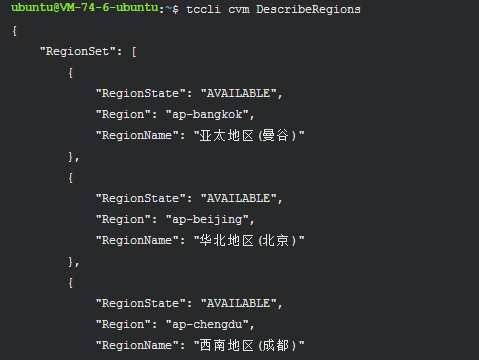 ubuntu@VM-74-6-ubuntu:~$ tccli cvm DescribeRegions
{
    "RegionSet": [
        {
            "RegionState": "AVAILABLE",
            "Region": "ap-bangkok",
            "RegionName": "亚太地区(曼谷)"
        },
        {
            "RegionState": "AVAILABLE",
            "Region": "ap-beijing",
            "RegionName": "华北地区(北京)"
        },
        {
            "RegionState": "AVAILABLE",
            "Region": "ap-chengdu",
            "RegionName": "西南地区(成都)"